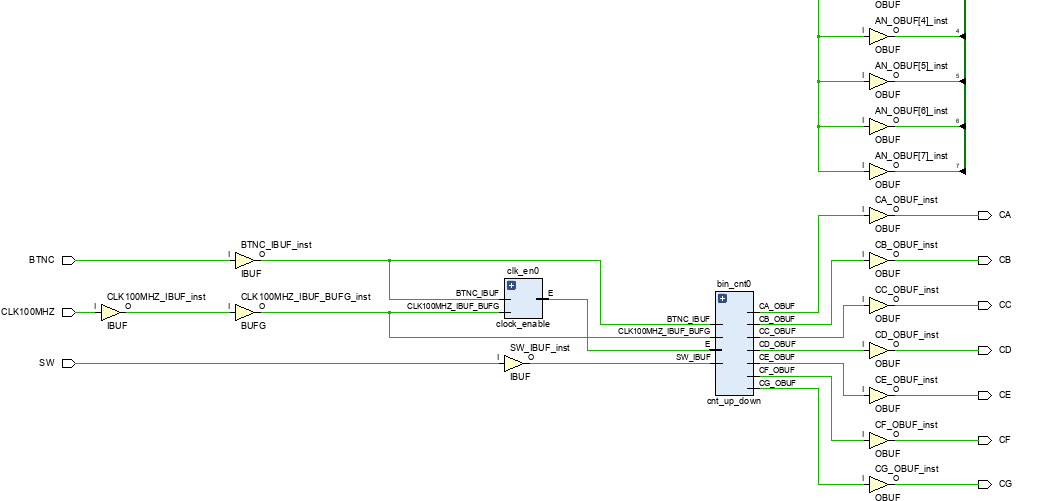 OBUF
AN_OBUF[4]_inst
I O 4
OBUF
AN_OBUF[5]_inst
I O 5
OBUF
AN_OBUF[6]_inst
I O 6
OBUF
AN_OBUF[7]_inst
I O 7
OBUF
CA_OBUF_inst
I O CA
OBUF
BTNC_IBUF_inst
BTNC I O
IBUF
CB_OBUF_inst
I O CB
OBUF
clk_en0
BTNC_IBUF E
CLK100MHZ_IBUF_BUFG
clock_enable
CLK100MHZ_IBUF_inst
CLK100MHZ I O
IBUF
CLK100MHZ_IBUF_BUFG_inst
I O
BUFG
bin_cnt0
BTNC_IBUF
CLK100MHZ_IBUF_BUFG
E
SW_IBUF
CA_OBUF
CB_OBUF
CC_OBUF
CD_OBUF
CE_OBUF
CF_OBUF
CG_OBUF
cnt_up_down
CC_OBUF_inst
I O CC
OBUF
SW_IBUF_inst
SW I O
IBUF
CD_OBUF_inst
I O CD
OBUF
CE_OBUF_inst
I O CE
OBUF
CF_OBUF_inst
I O CF
OBUF
CG_OBUF_inst
I O CG
OBUF